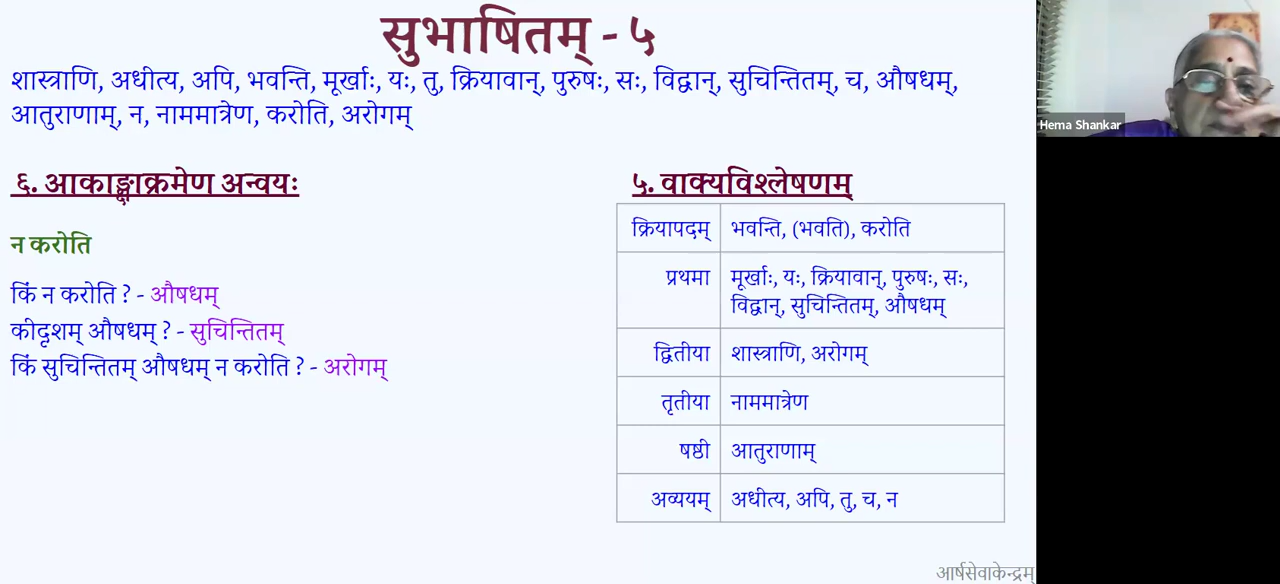 सुभाषितम् - ५
शास्त्राणि, अधीत्य, अपि, भवन्ति, मूर्खाः, यः, तु, क्रियावान्, पुरुषः, सः, विद्वान्, सुचिन्तितम्, च, औषधम्,
आतुराणाम्, न, नाममात्रेण, करोति, अरोगम्
६. आकाङ्क्षाक्रमेण अन्वयः
न करोति
किं न करोति ? - औषधम्
कीदृशम् औषधम् ? - सुचिन्तितम्
किं सुचिन्तितम् औषधम् न करोति ? - अरोगम्
५. वाक्यविश्लेषणम्
क्रियापदम् भवन्ति, (भवति), करोति
प्रथमा मूर्खाः, यः, क्रियावान्, पुरुषः, सः,
विद्वान्, सुचिन्तितम्, औषधम्
द्वितीया शास्त्राणि, अरोगम्
तृतीया नाममात्रेण
षष्ठी आतुराणाम्
अव्ययम् अधीत्य, अपि, तु, च, न
आर्षसेवाकेन्द्रम्
Hema Shankar